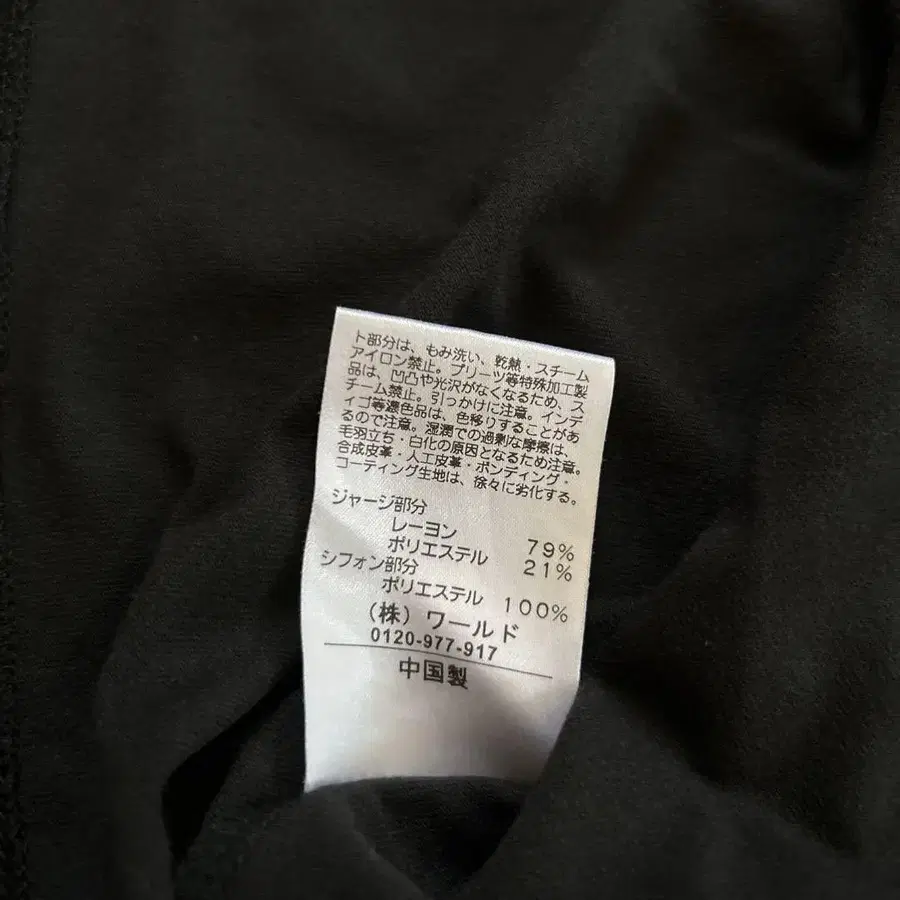 ト部分は、もみ洗い、乾熱・スチーム
アイロン禁止。プリーツ等特殊加工製
品は、凹凸や光沢がなくなるため、ス
チーム禁止。引っかけに注意。インデ
ィゴ等濃色品は、色移りすることがあ
るので注意。湿潤での過剰な摩擦は、
毛羽立ち・白化の原因となるため注意。
合成皮革・人工皮革・ボンディング・
コーティング生地は、徐々に劣化する。
ジャージ部分
レーヨン 79%
ポリエステル 21%
シフォン部分
ポリエステル 100%
(株)ワールド
0120-977-917
中国製